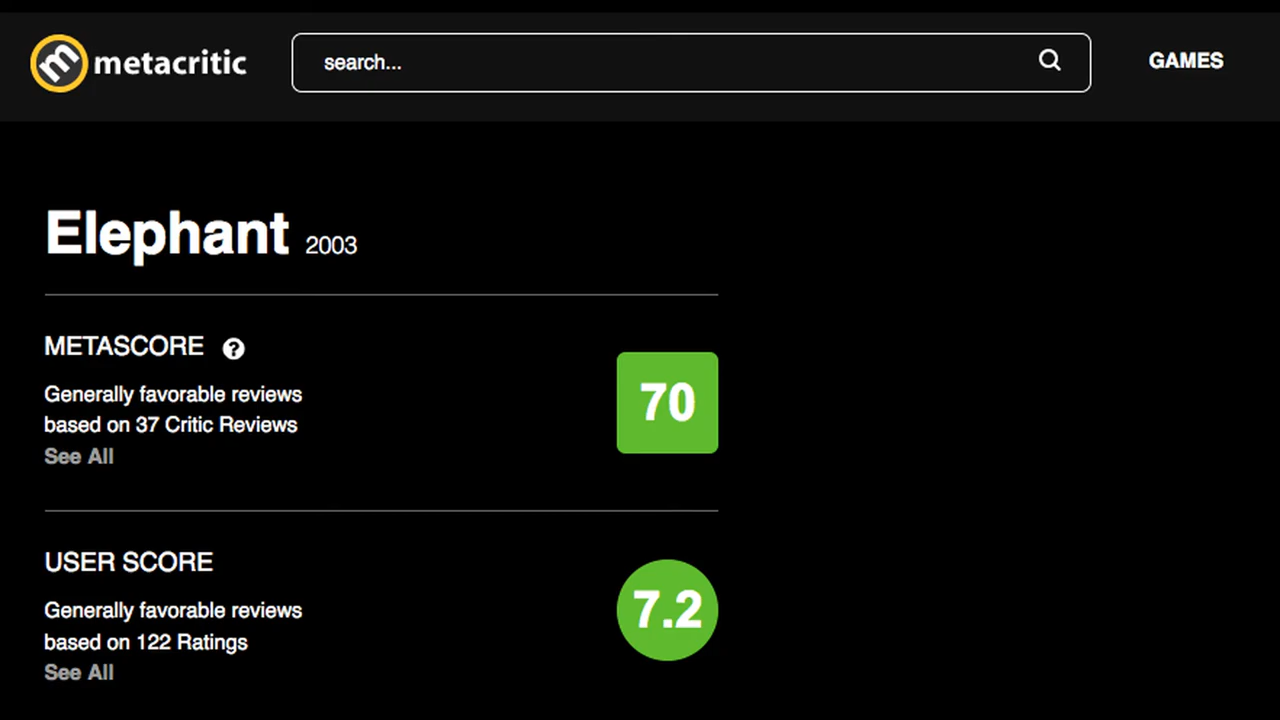 metacritic search... GAMES
Elephant 2003
METASCORE ?
Generally favorable reviews
based on 37 Critic Reviews
See All
70
USER SCORE
Generally favorable reviews
based on 122 Ratings
See All
7.2